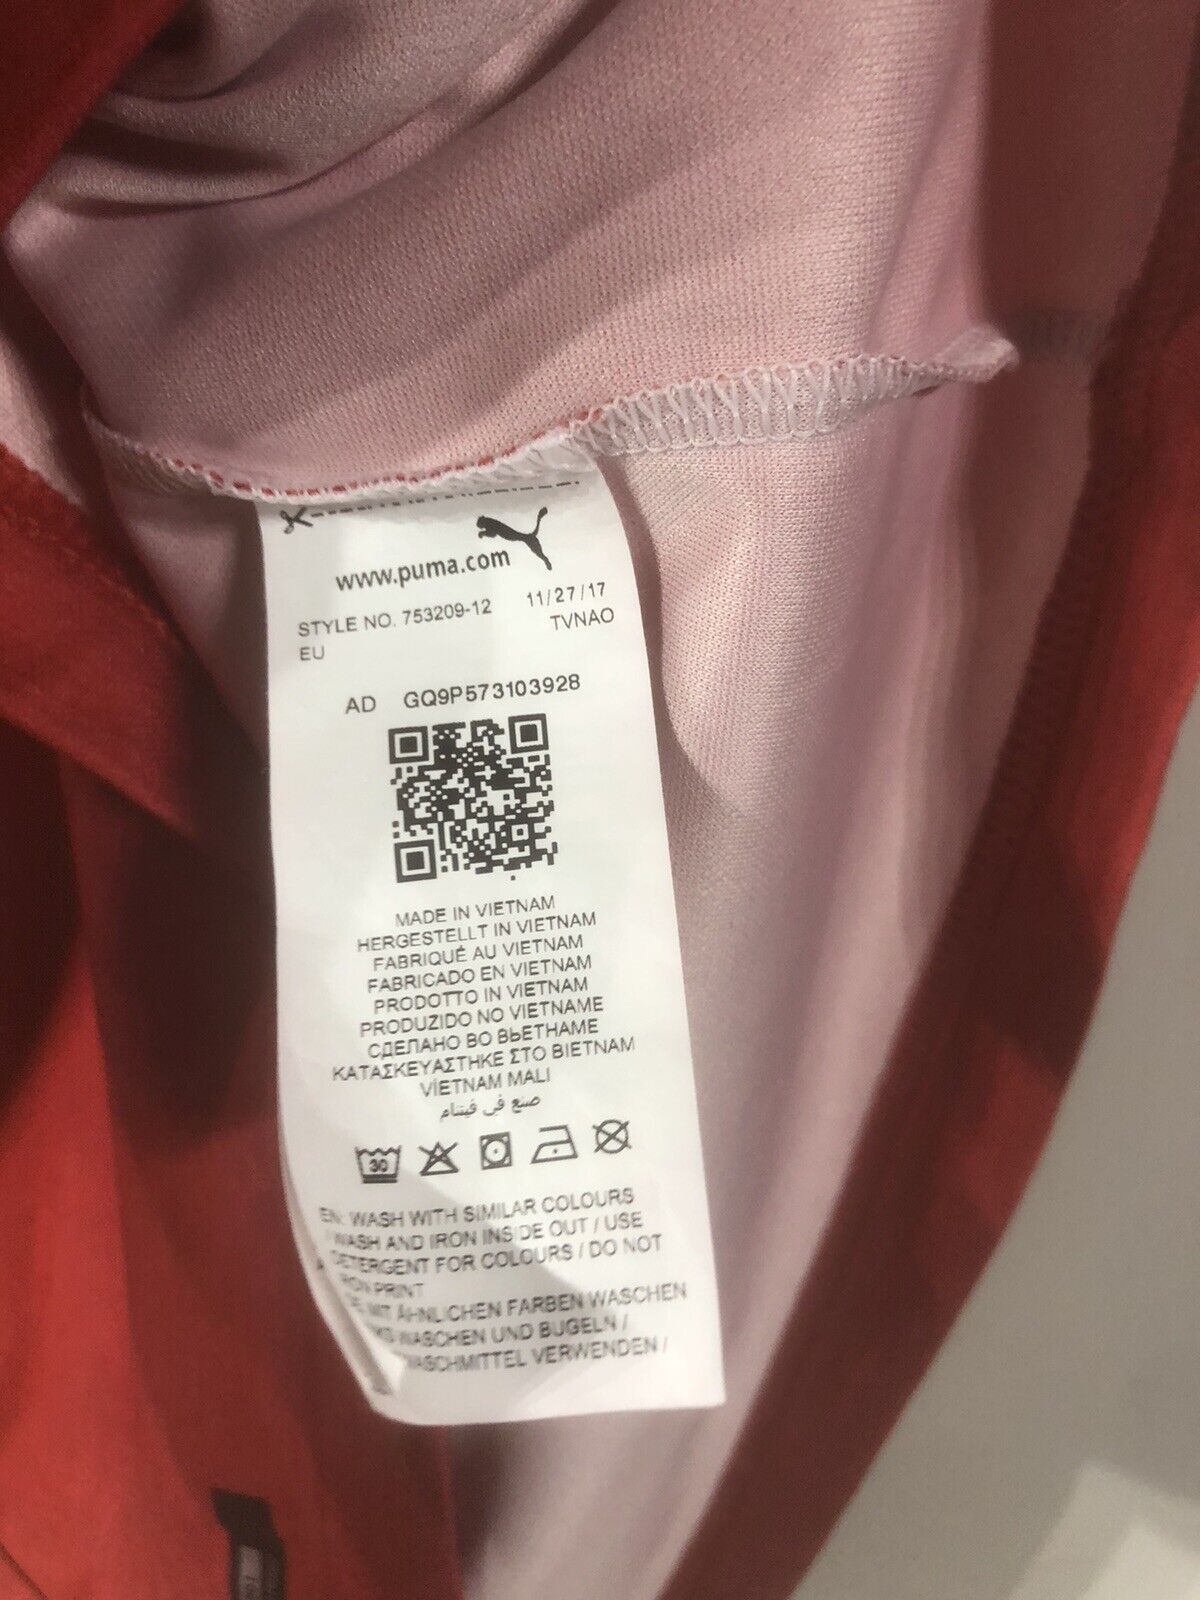 www.puma.com
STYLE NO. 753209-12 11/27/17
EU TVNAO
AD GQ9P573103928
MADE IN VIETNAM
HERGESTELLT IN VIETNAM
FABRIQUÉ AU VIETNAM
FABRICADO EN VIETNAM
PRODOTTO IN VIETNAM
PRODUZIDO NO VIETNAME
СДЕЛАНО ВО ВЬЕТНАМЕ
ΚΑΤΑΣΚΕΥΑΣΤΗΚΕ ΣΤΟ ΒΙΕΤΝΑΜ
VİETNAM MALI
صنع في فيتنام
30
EN: WASH WITH SIMILAR COLOURS
/ WASH AND IRON INSIDE OUT / USE
DETERGENT FOR COLOURS / DO NOT
IRON PRINT
MIT ÄHNLICHEN FARBEN WASCHEN
WASCHEN UND BUGELN /
WASCHMITTEL VERWENDEN /